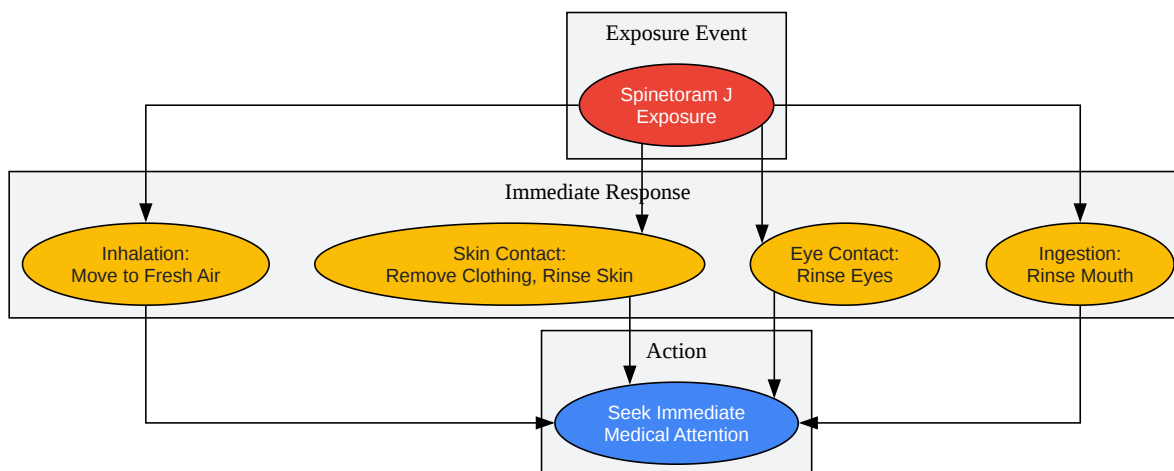 Exposure Event
Spinetoram J
Exposure
Immediate Response
Inhalation:
Move to Fresh Air
Skin Contact:
Remove Clothing, Rinse Skin
Eye Contact:
Rinse Eyes
Ingestion:
Rinse Mouth
Action
Seek Immediate
Medical Attention